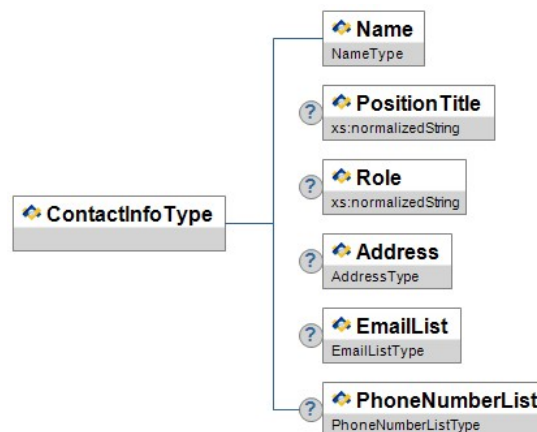 Name
NameType
?
PositionTitle
xs:normalizedString
?
Role
xs:normalizedString
ContactInfoType
?
Address
AddressType
?
EmailList
EmailListType
?
PhoneNumberList
PhoneNumberListType